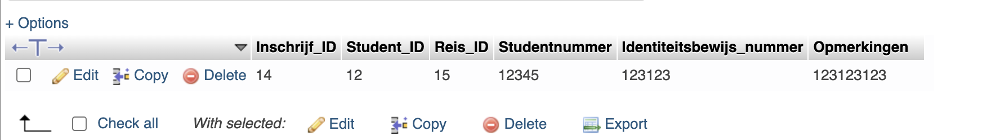 + Options
←T→ Inschrijf_ID Student_ID Reis_ID Studentnummer Identiteitsbewijs_nummer Opmerkingen
Edit Copy Delete 14 12 15 12345 123123 123123123
Check all With selected: Edit Copy Delete Export